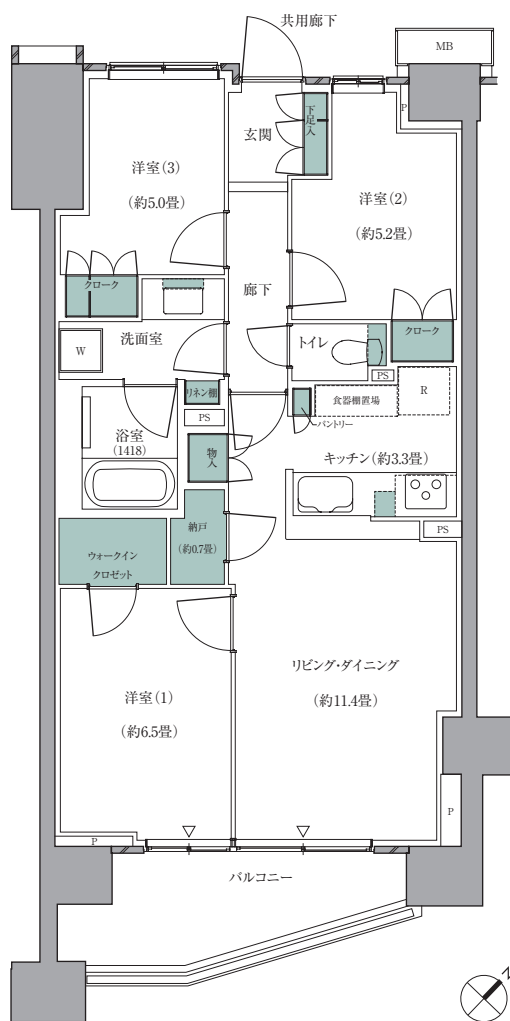 共用廊下
MB
P
下足入
玄関
洋室(3)
(約5.0畳)
洋室(2)
(約5.2畳)
クローク
廊下
洗面室
トイレ
クローク
W
PS
リネン棚
食器棚置場
R
PS
パントリー
浴室
(1418)
物入
キッチン(約3.3畳)
納戸
(約0.7畳)
PS
ウォークイン
クロゼット
リビング・ダイニング
(約11.4畳)
洋室(1)
(約6.5畳)
P
P
バルコニー
N